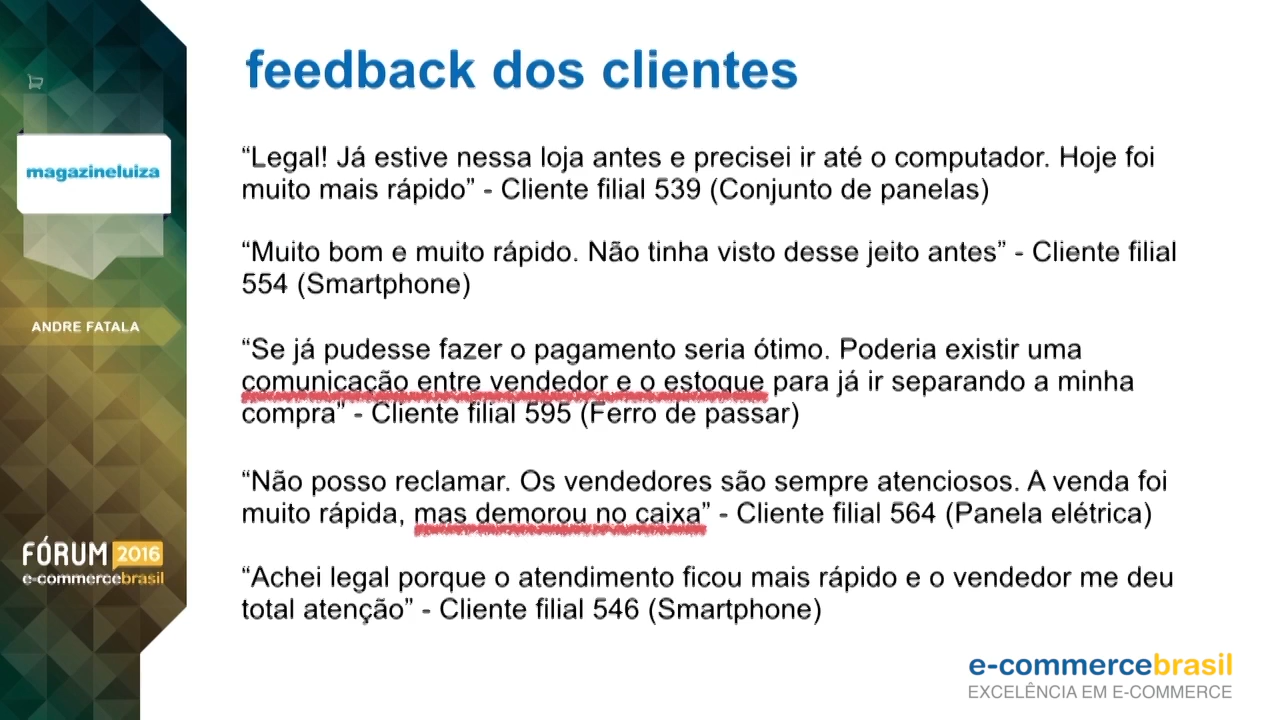 feedback dos clientes
magazineluiza
ANDRE FATALA
FÓRUM 2016
e-commercebrasil
“Legal! Já estive nessa loja antes e precisei ir até o computador. Hoje foi
muito mais rápido” - Cliente filial 539 (Conjunto de panelas)
“Muito bom e muito rápido. Não tinha visto desse jeito antes” - Cliente filial
554 (Smartphone)
“Se já pudesse fazer o pagamento seria ótimo. Poderia existir uma
comunicação entre vendedor e o estoque para já ir separando a minha
compra” - Cliente filial 595 (Ferro de passar)
“Não posso reclamar. Os vendedores são sempre atenciosos. A venda foi
muito rápida, mas demorou no caixa” - Cliente filial 564 (Panela elétrica)
“Achei legal porque o atendimento ficou mais rápido e o vendedor me deu
total atenção” - Cliente filial 546 (Smartphone)
e-commercebrasil
EXCELÊNCIA EM E-COMMERCE